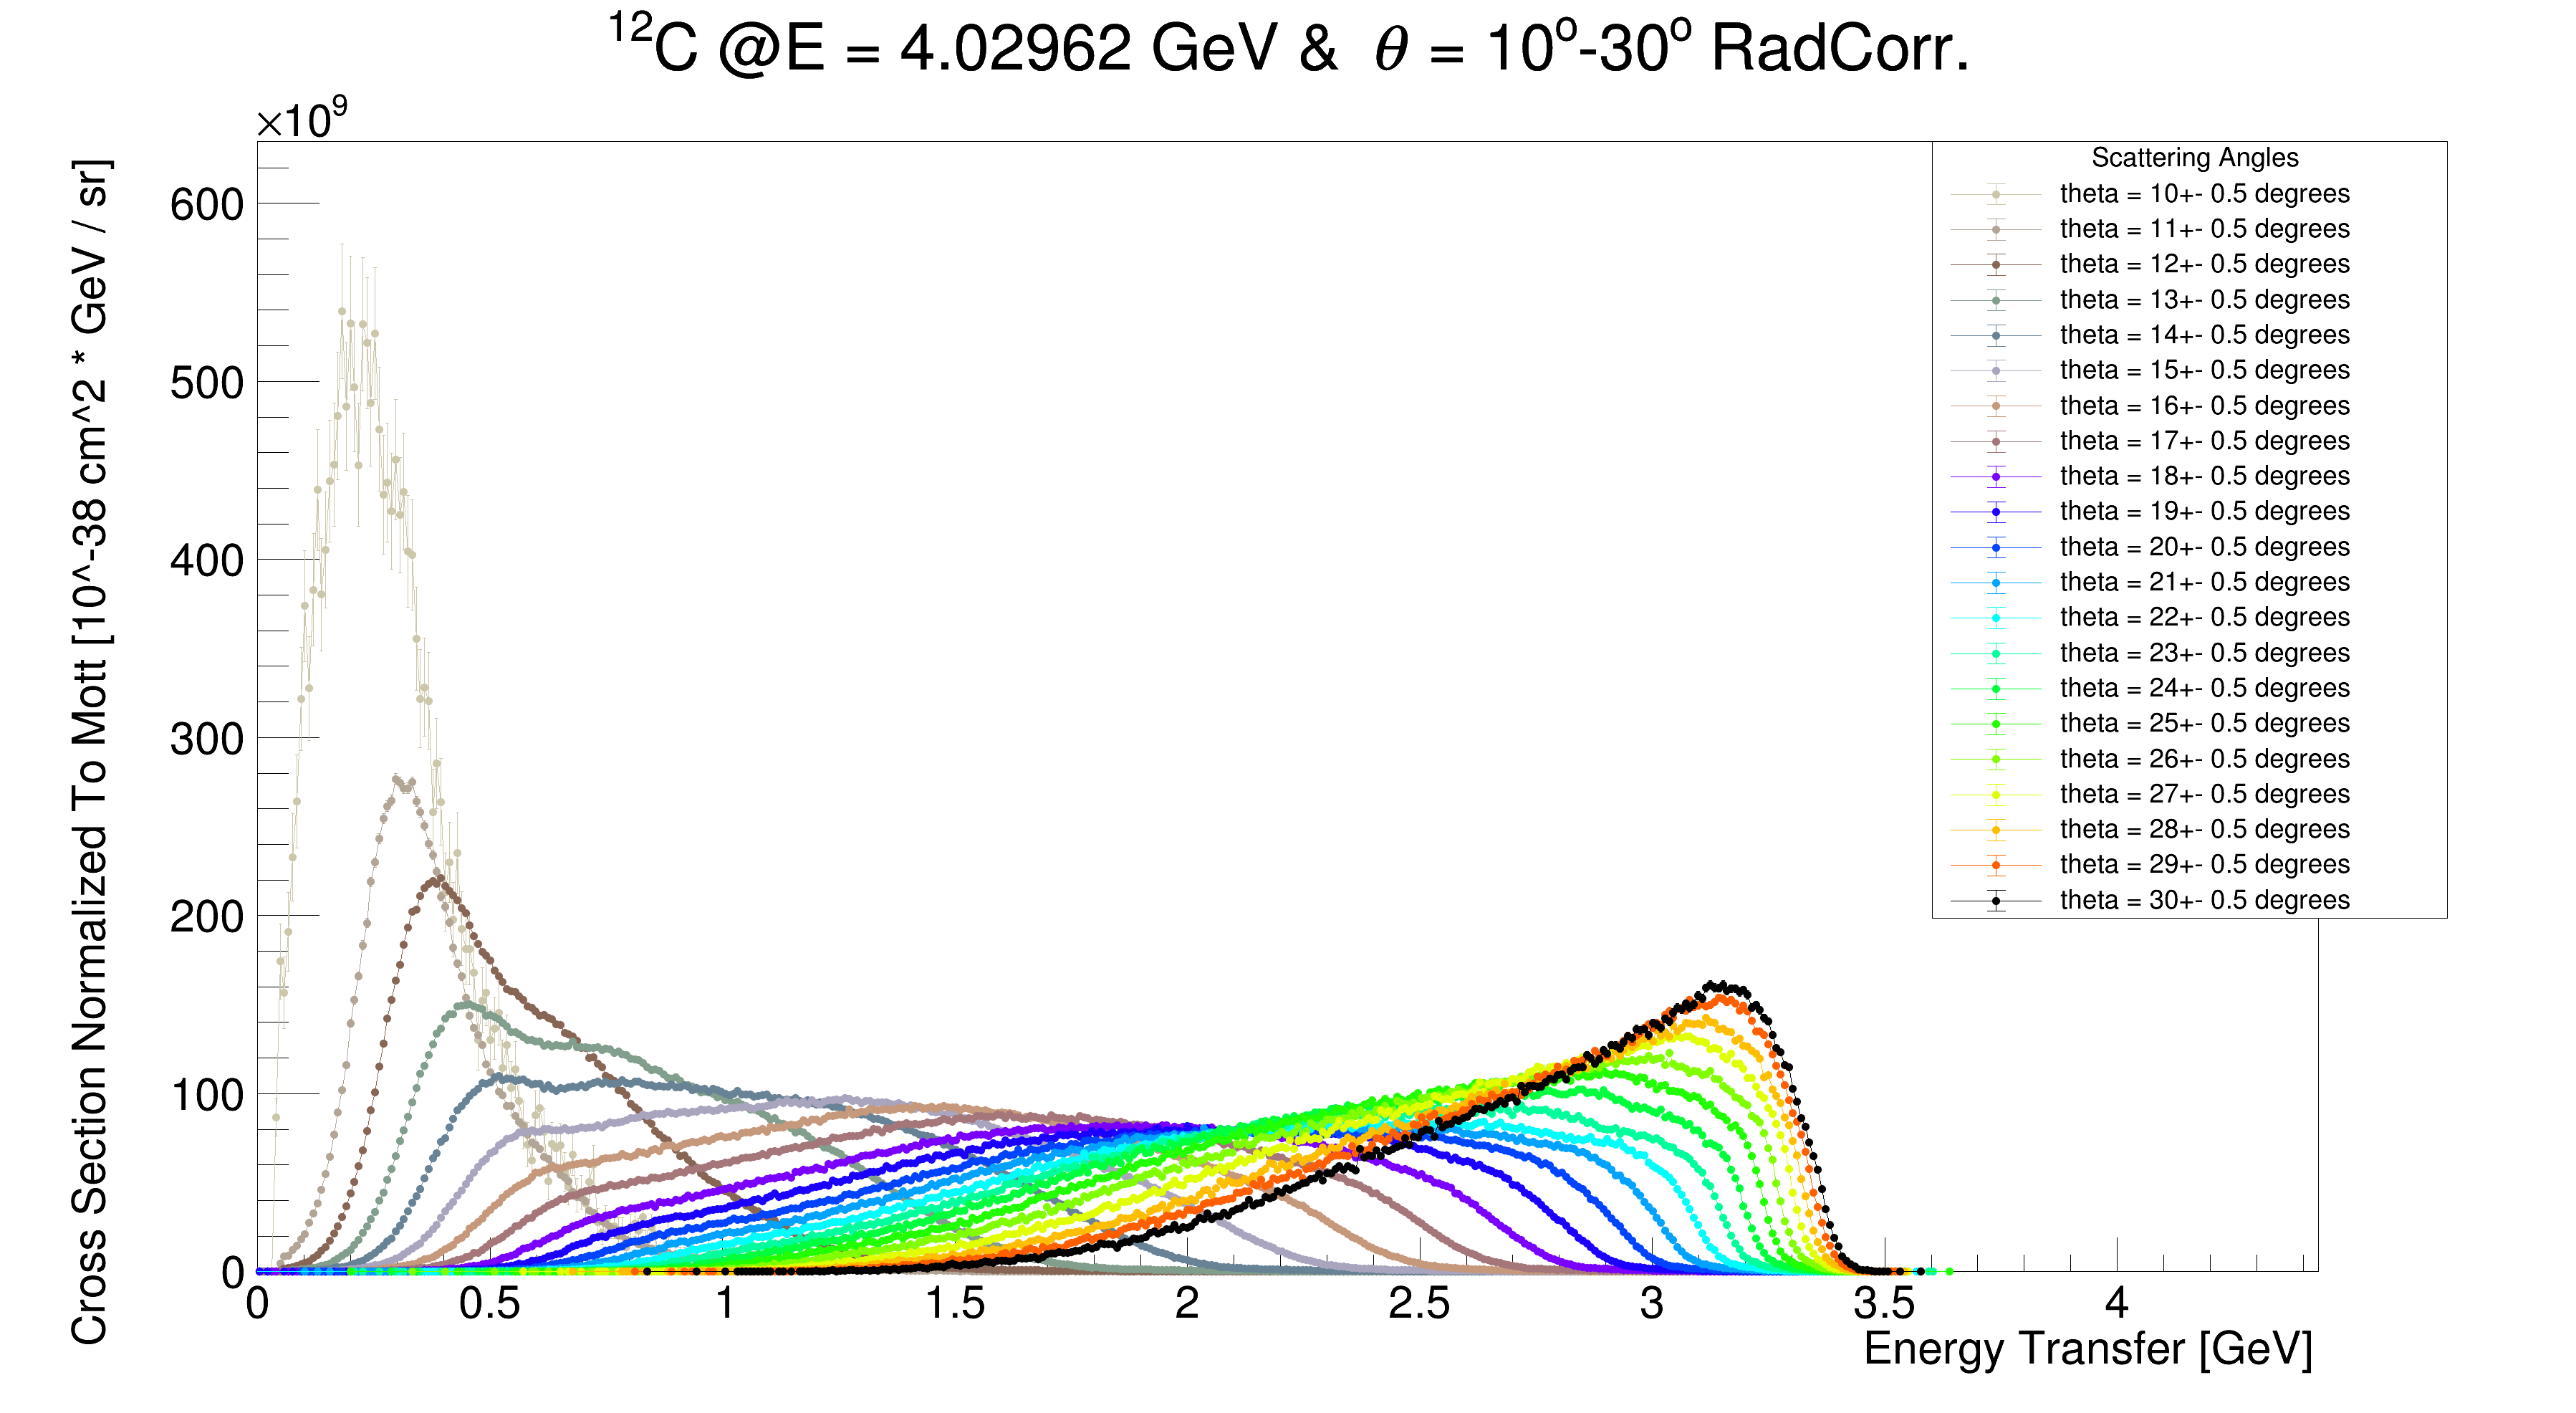 ¹²C @E = 4.02962 GeV & θ = 10º-30º RadCorr.
×10⁹
Cross Section Normalized To Mott [10^-38 cm^2 * GeV / sr]
600
500
400
300
200
100
0
0 0.5 1 1.5 2 2.5 3 3.5 4
Energy Transfer [GeV]
Scattering Angles
theta = 10+- 0.5 degrees
theta = 11+- 0.5 degrees
theta = 12+- 0.5 degrees
theta = 13+- 0.5 degrees
theta = 14+- 0.5 degrees
theta = 15+- 0.5 degrees
theta = 16+- 0.5 degrees
theta = 17+- 0.5 degrees
theta = 18+- 0.5 degrees
theta = 19+- 0.5 degrees
theta = 20+- 0.5 degrees
theta = 21+- 0.5 degrees
theta = 22+- 0.5 degrees
theta = 23+- 0.5 degrees
theta = 24+- 0.5 degrees
theta = 25+- 0.5 degrees
theta = 26+- 0.5 degrees
theta = 27+- 0.5 degrees
theta = 28+- 0.5 degrees
theta = 29+- 0.5 degrees
theta = 30+- 0.5 degrees